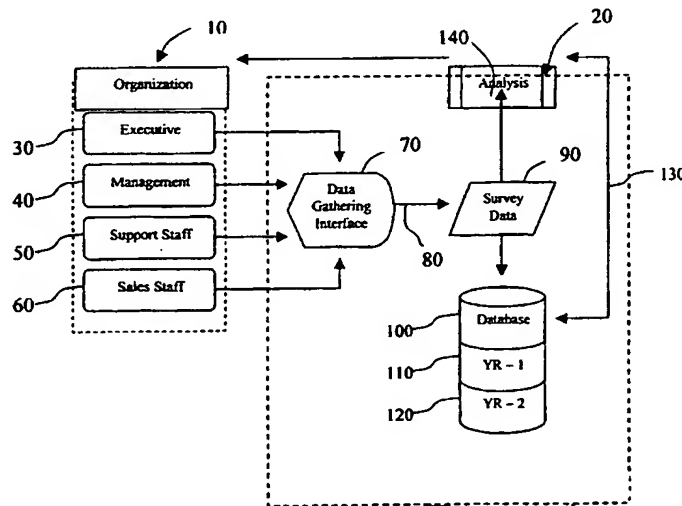 10
140
20
Organization
Analysis
Executive
30
70
90
Management
40
Data
Gathering
Interface
Survey
Data
130
Support Staff
50
80
Sales Staff
60
100
Database
110
YR – 1
120
YR – 2